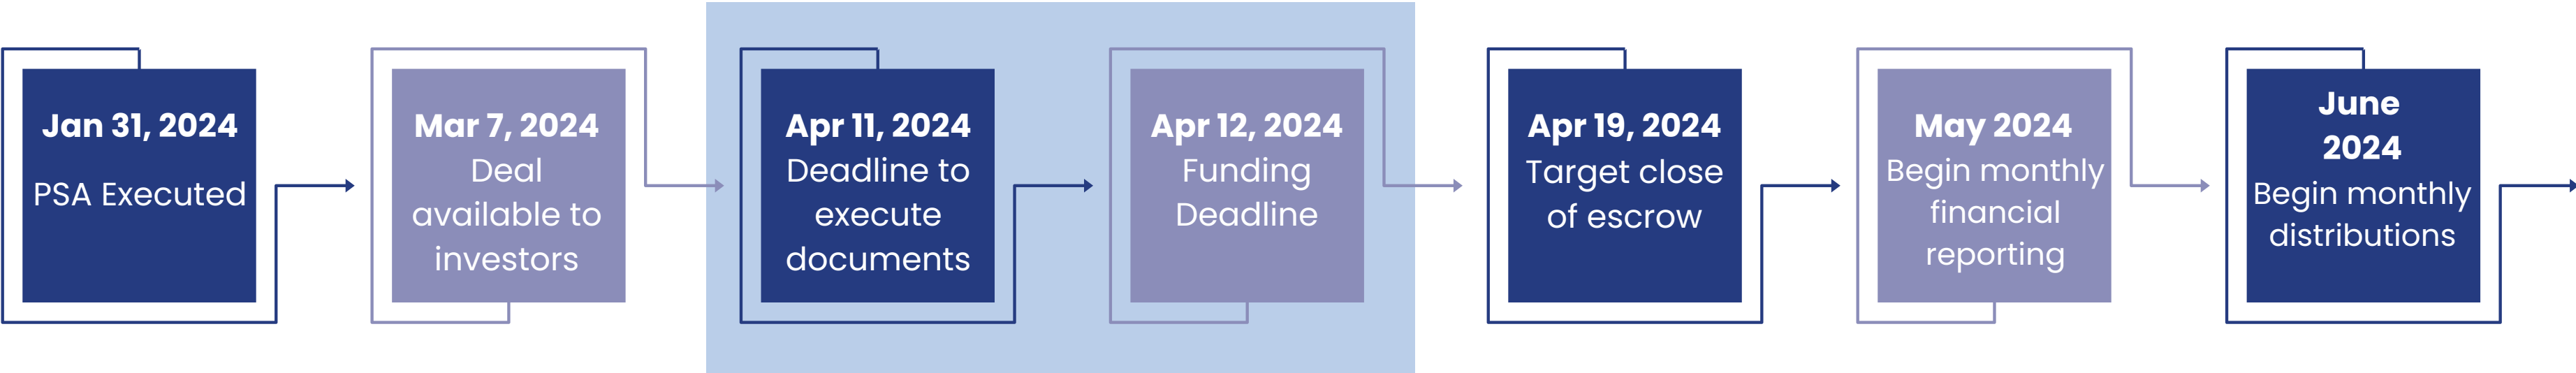 Jan 31, 2024
PSA Executed
Mar 7, 2024
Deal
available to
investors
Apr 11, 2024
Deadline to
execute
documents
Apr 12, 2024
Funding
Deadline
Apr 19, 2024
Target close
of escrow
May 2024
Begin monthly
financial
reporting
June
2024
Begin monthly
distributions